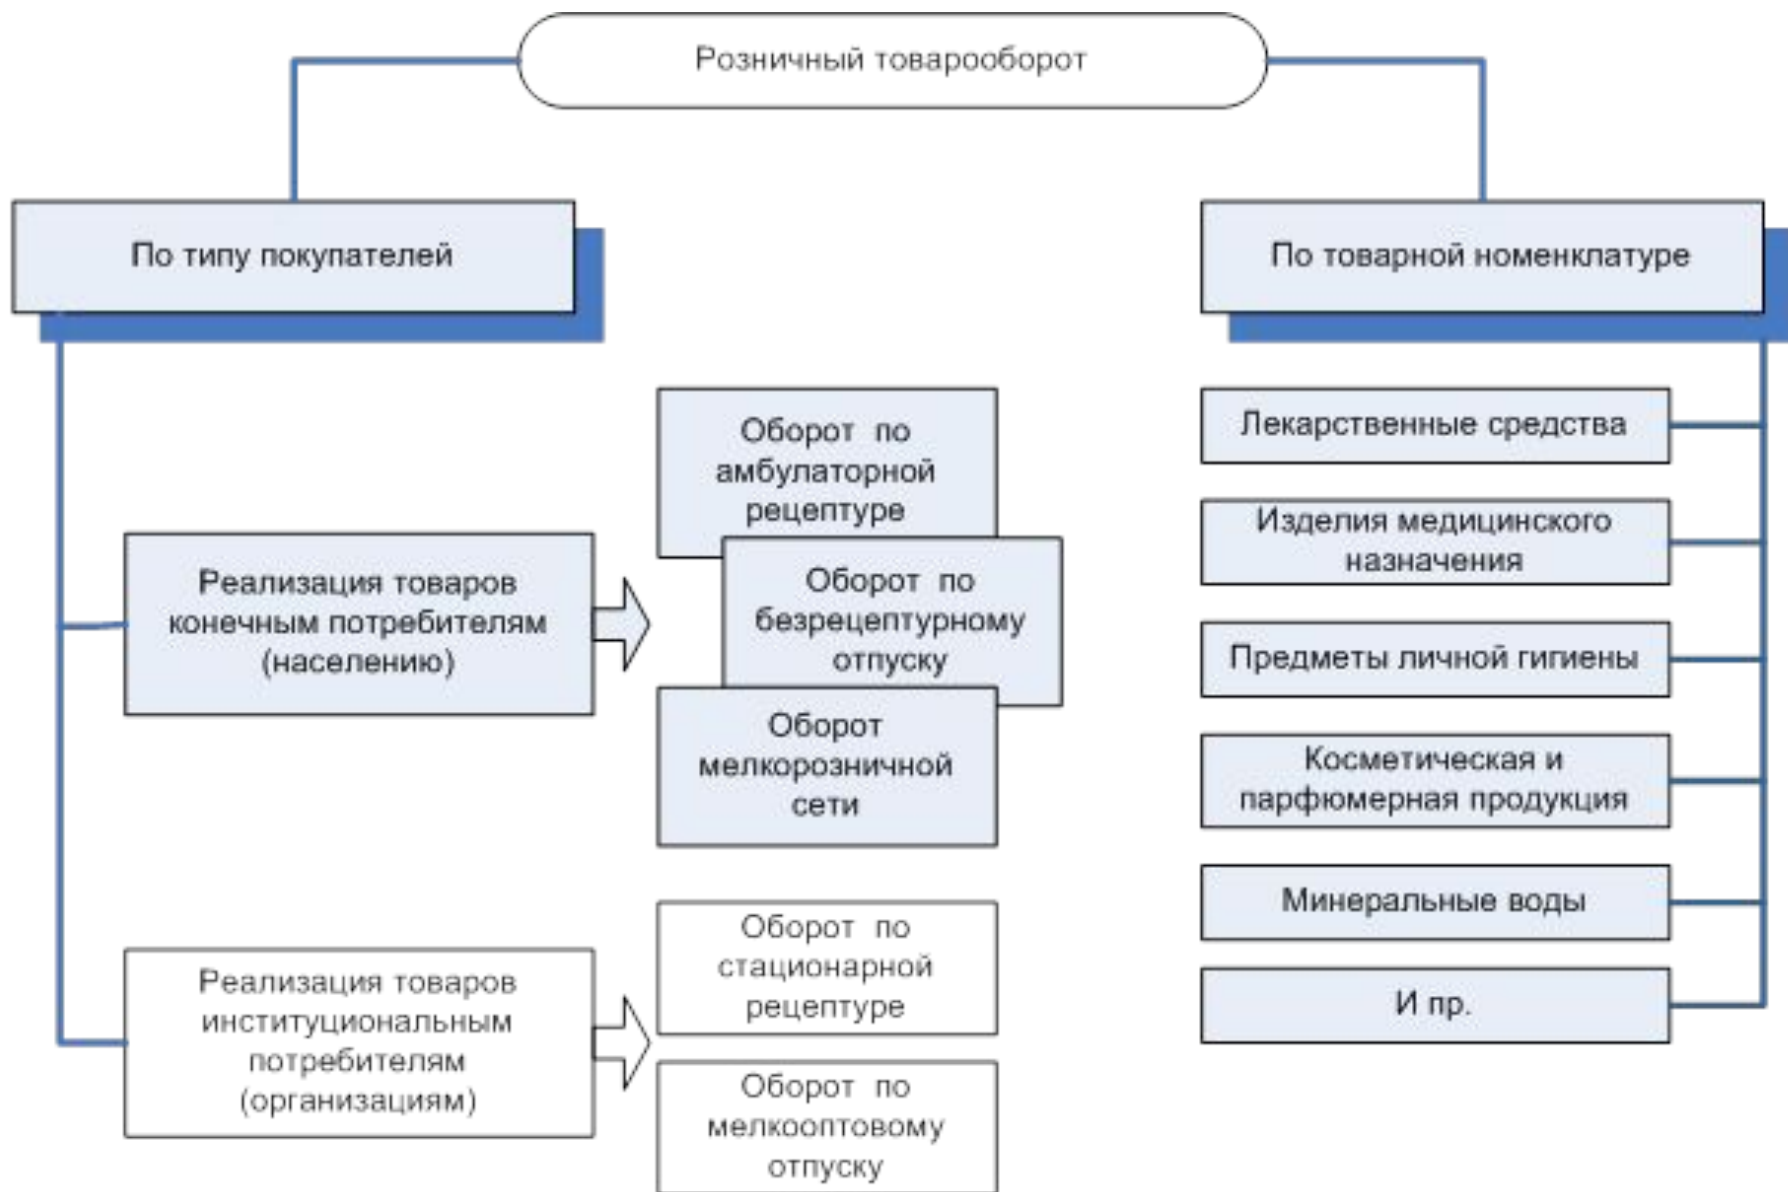 Розничный товарооборот
По типу покупателей
По товарной номенклатуре
Реализация товаров
конечным потребителям
(населению)
Оборот по
амбулаторной
рецептуре
Оборот по
безрецептурному
отпуску
Оборот
мелкорозничной
сети
Реализация товаров
институциональным
потребителям
(организациям)
Оборот по
стационарной
рецептуре
Оборот по
мелкооптовому
отпуску
Лекарственные средства
Изделия медицинского
назначения
Предметы личной гигиены
Косметическая и
парфюмерная продукция
Минеральные воды
И пр.